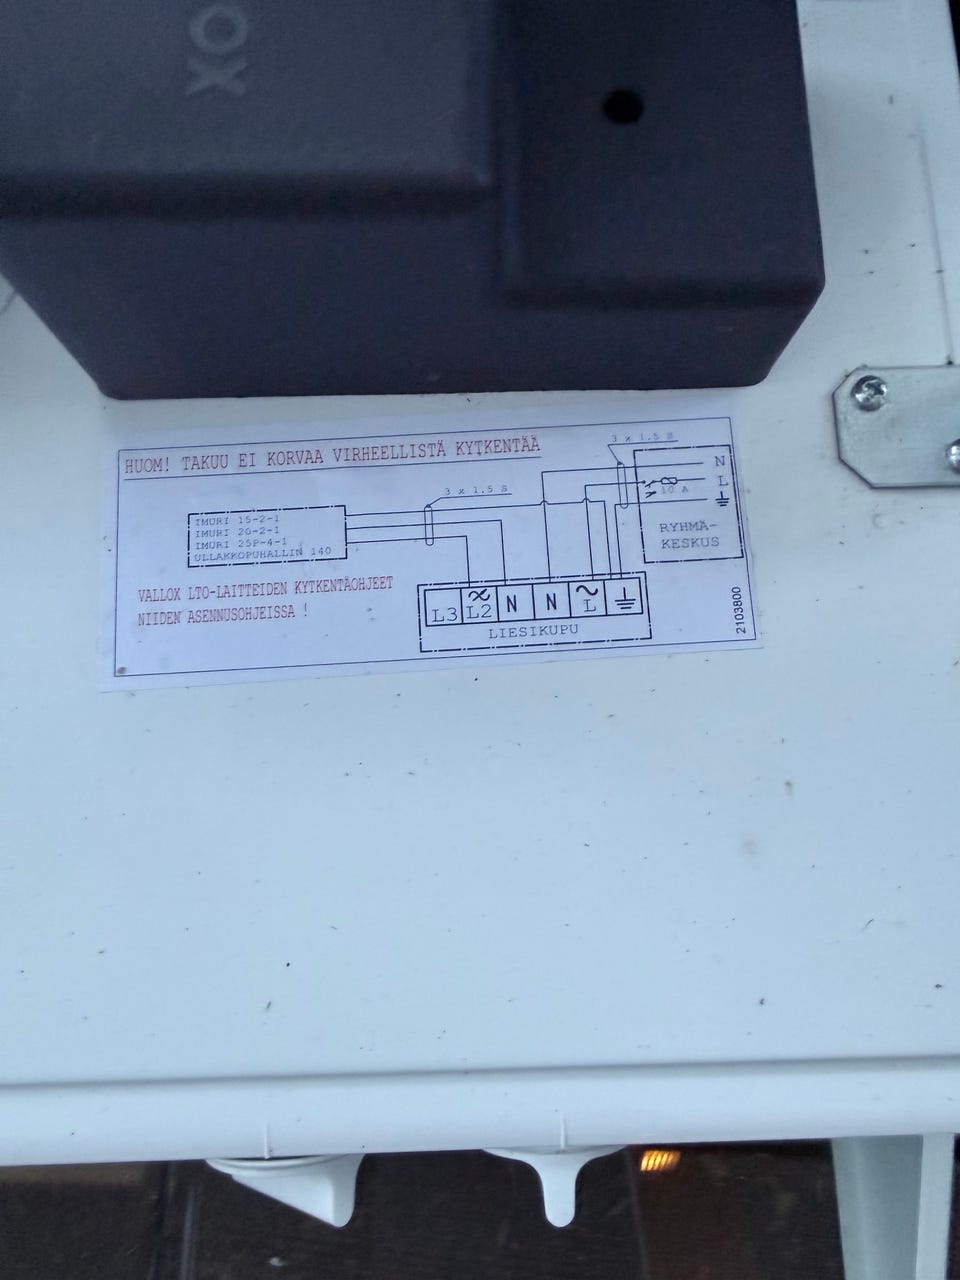 OX
HUOM! TAKUU EI KORVAA VIRHEELLISTÄ KYTKENTÄÄ
3 x 1.5 S
3 x 1.5 S
N
L
10 A
RYHMÄ-
KESKUS
IMURI 15-2-1
IMURI 20-2-1
IMURI 25P-4-1
ULLAKKOPUHALLIN 140
VALLOX LTO-LAITTEIDEN KYTKENTÄOHJEET
NIIDEN ASENNUSOHJEISSA !
L3 L2 N N L
LIESIKUPU
2103800